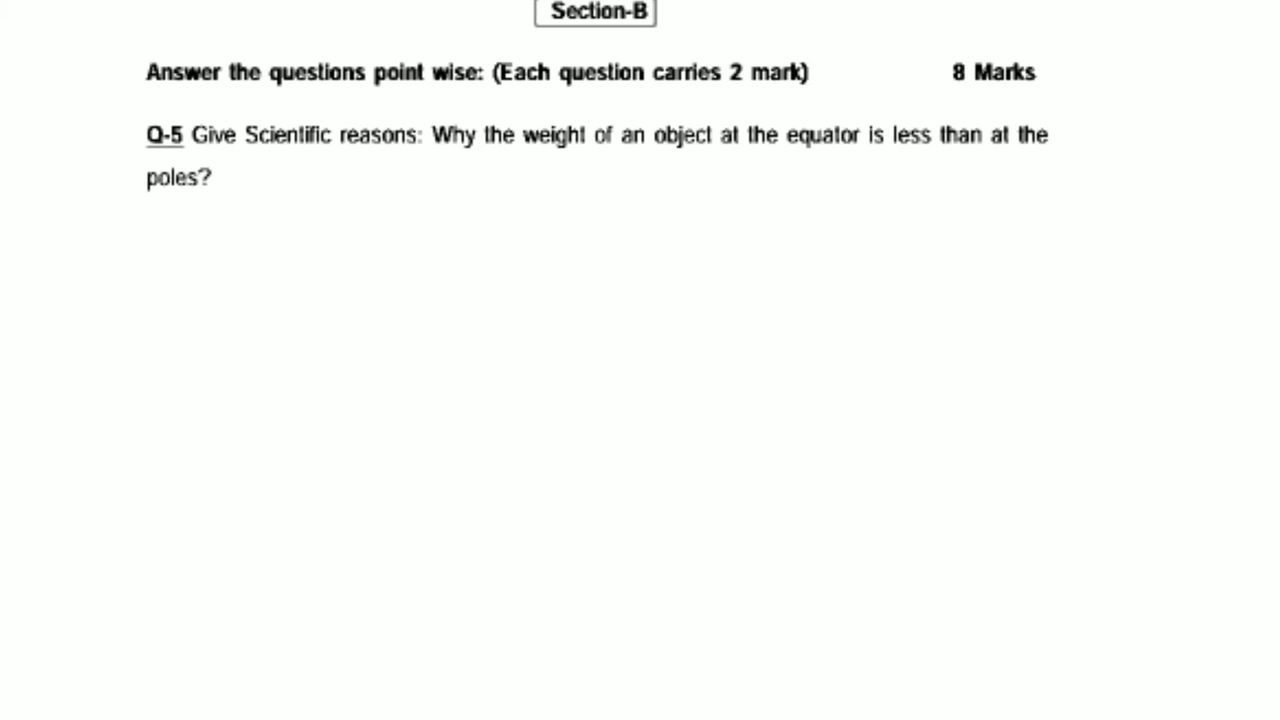 Section-B
Answer the questions point wise: (Each question carries 2 mark) 8 Marks
Q-5 Give Scientific reasons: Why the weight of an object at the equator is less than at the
poles?